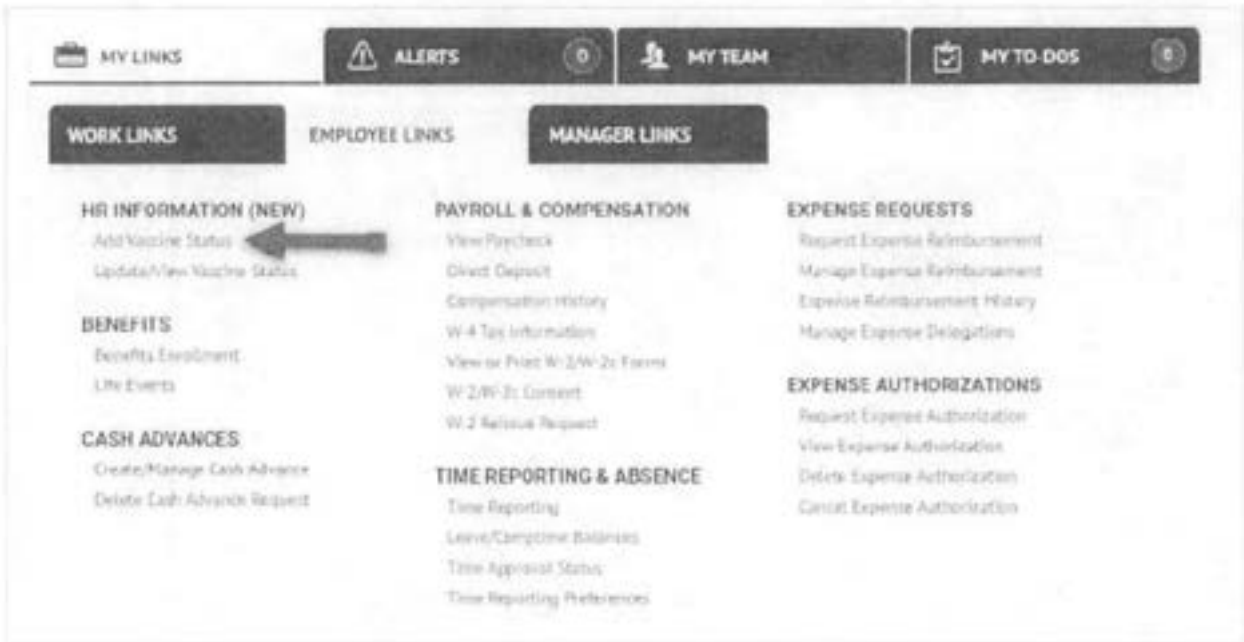 MY LINKS
ALERTS 0
MY TEAM
MY TO-DOS 0
WORK LINKS
EMPLOYEE LINKS
MANAGER LINKS
HR INFORMATION (NEW)
Add Vaccine Status
Update/View Vaccine Status
BENEFITS
Benefits Enrollment
Life Events
CASH ADVANCES
Create/Manage Cash Advance
Delete Cash Advance Request
PAYROLL & COMPENSATION
View Paycheck
Direct Deposit
Compensation History
W-4 Tax Information
View or Print W-2/W-2c Forms
W-2/W-2c Consent
W-2 Reissue Request
TIME REPORTING & ABSENCE
Time Reporting
Leave/Comptime Balances
Time Approval Status
Time Reporting Preferences
EXPENSE REQUESTS
Request Expense Reimbursement
Manage Expense Reimbursement
Expense Reimbursement History
Manage Expense Delegations
EXPENSE AUTHORIZATIONS
Request Expense Authorization
View Expense Authorization
Delete Expense Authorization
Cancel Expense Authorization